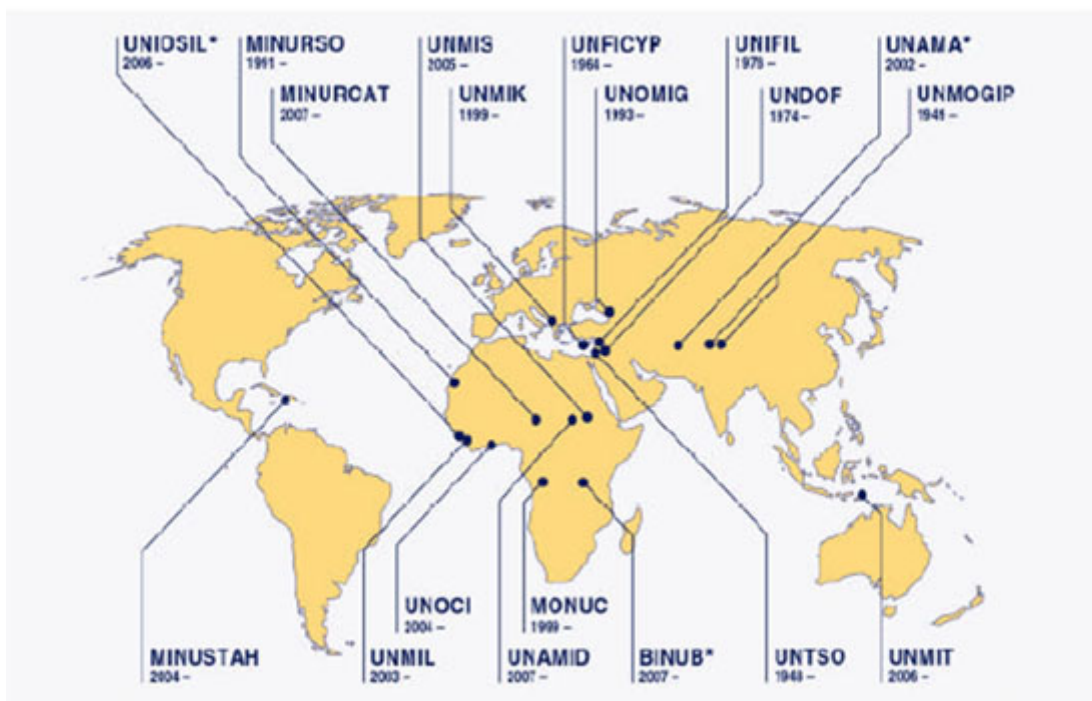 UNIOSIL*
2006 –
MINURSO
1991 –
UNMIS
2005 –
UNFICYP
1964 –
UNIFIL
1978 –
UNAMA*
2002 –
MINURCAT
2007 –
UNMIK
1999 –
UNOMIG
1993 –
UNDOF
1974 –
UNMOGIP
1949 –
UNOCI
2004 –
MONUC
1999 –
MINUSTAH
2004 –
UNMIL
2003 –
UNAMID
2007 –
BINUB*
2007 –
UNTSO
1948 –
UNMIT
2006 –